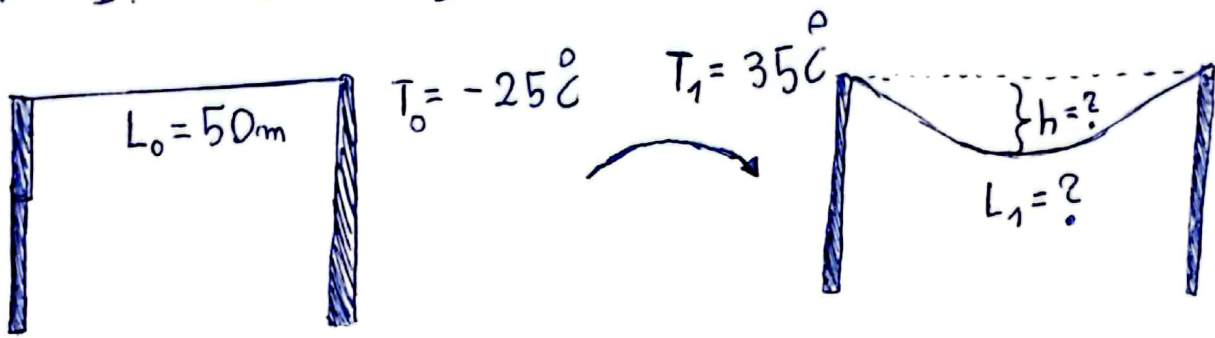 L₀ = 50m
T₀ = -25°C
T₁ = 35°C
h = ?
L₁ = ?